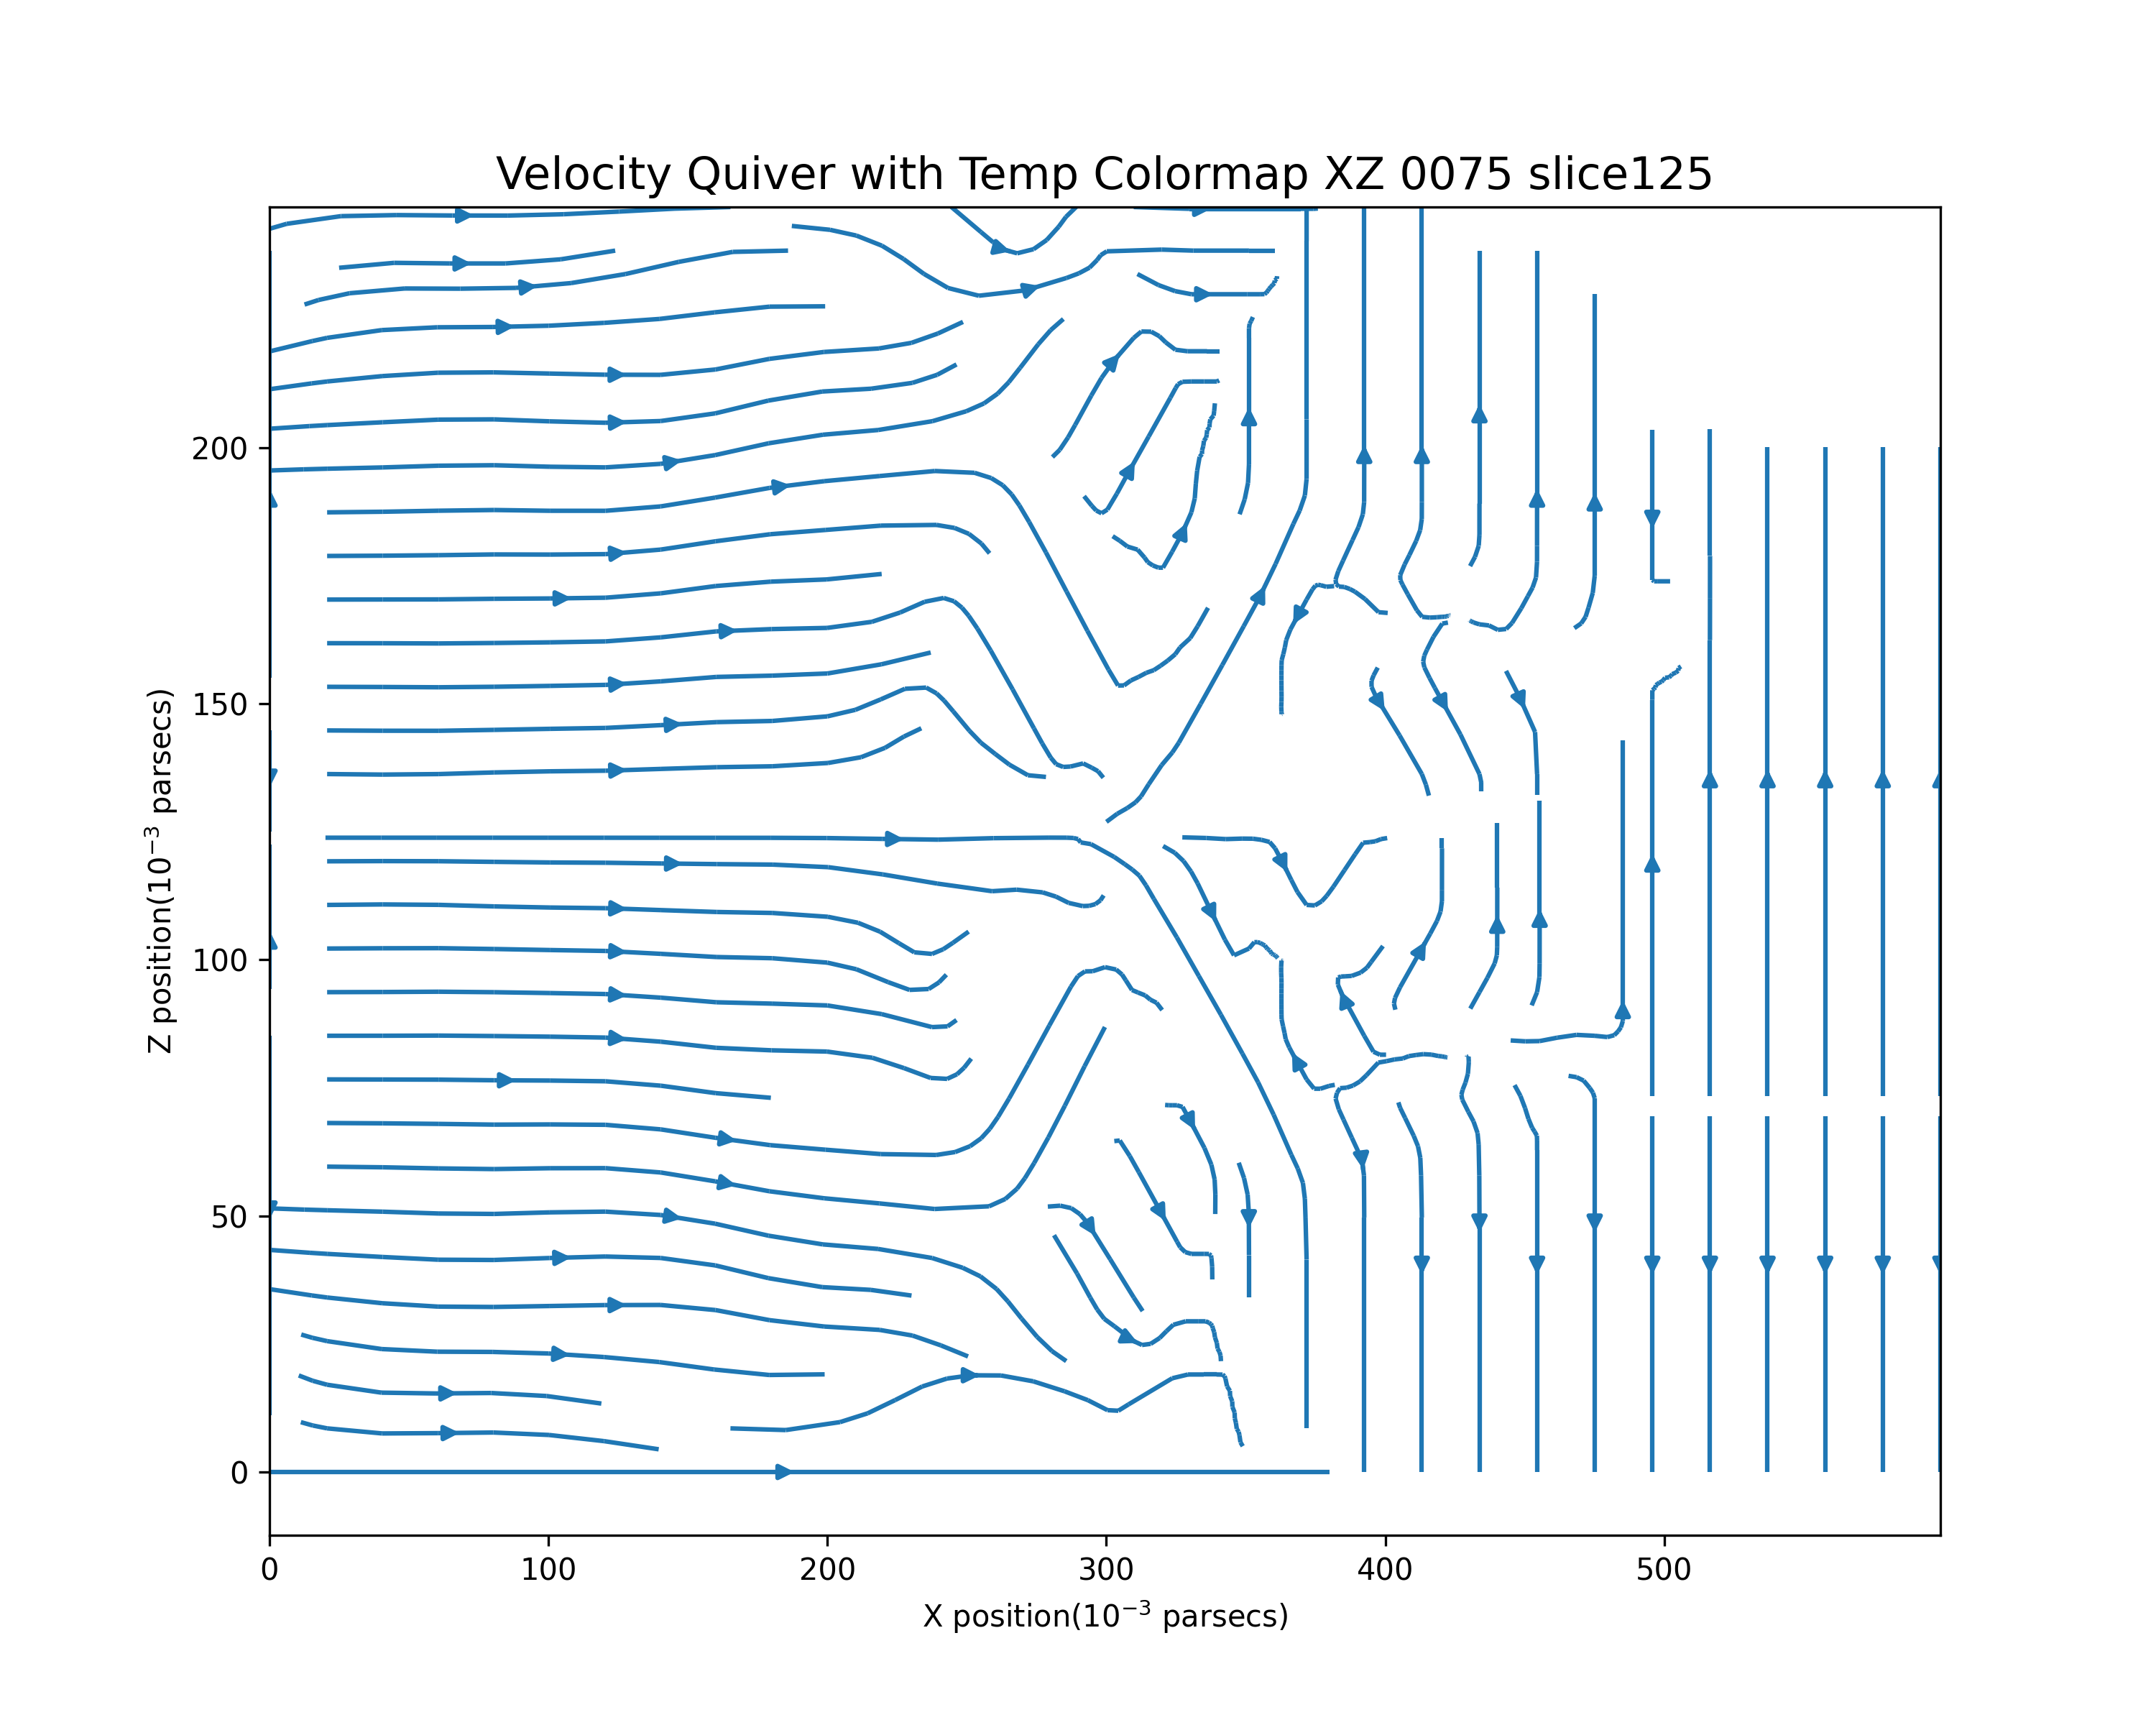 Velocity Quiver with Temp Colormap XZ 0075 slice125
200
150
100
50
0
Z position(10⁻³ parsecs)
0 100 200 300 400 500
X position(10⁻³ parsecs)